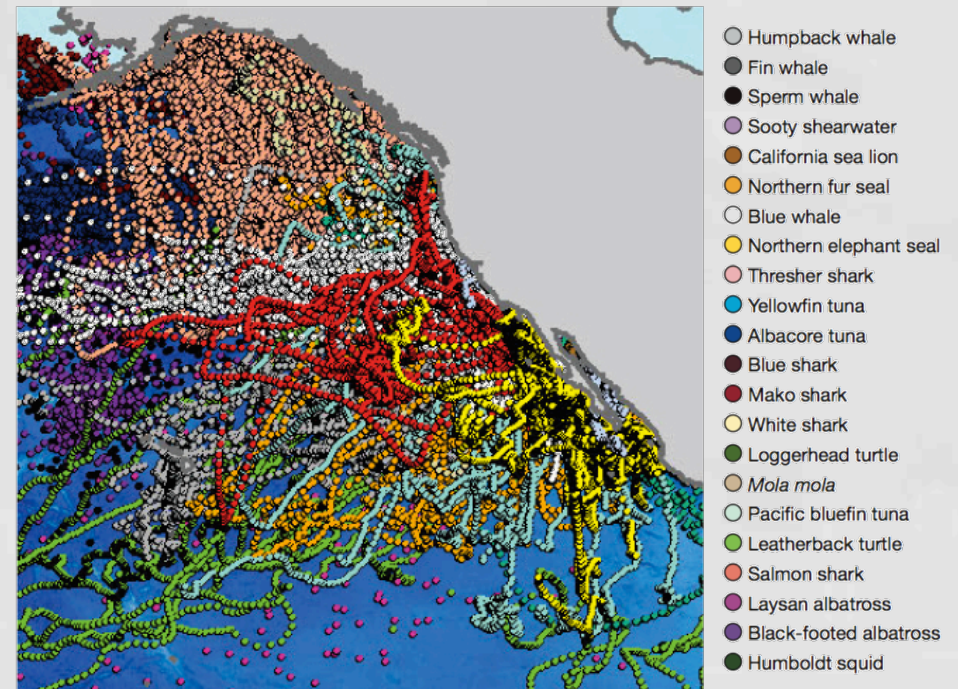 Humpback whale
Fin whale
Sperm whale
Sooty shearwater
California sea lion
Northern fur seal
Blue whale
Northern elephant seal
Thresher shark
Yellowfin tuna
Albacore tuna
Blue shark
Mako shark
White shark
Loggerhead turtle
Mola mola
Pacific bluefin tuna
Leatherback turtle
Salmon shark
Laysan albatross
Black-footed albatross
Humboldt squid